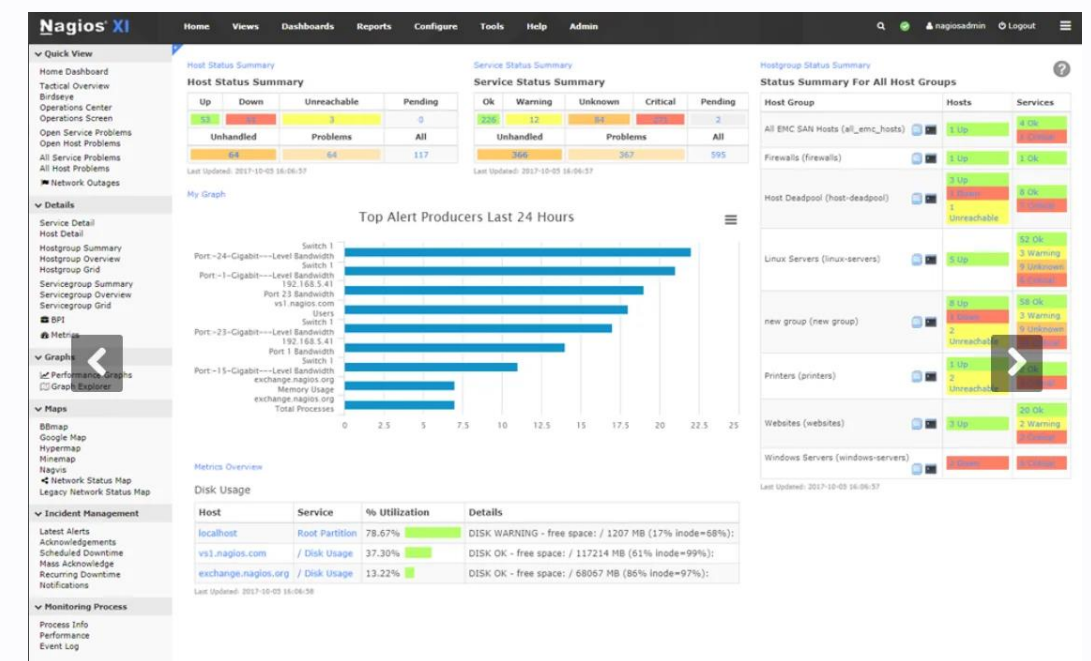 Nagios XI
Home Views Dashboards Reports Configure Tools Help Admin
nagiosadmin Logout
Quick View
Home Dashboard
Tactical Overview
Birdseye
Operations Center
Operations Screen
Open Service Problems
Open Host Problems
All Service Problems
All Host Problems
Network Outages
Details
Service Detail
Host Detail
Hostgroup Summary
Hostgroup Overview
Hostgroup Grid
Servicegroup Summary
Servicegroup Overview
Servicegroup Grid
BPI
Metrics
Graphs
Performance Graphs
Graph Explorer
Maps
BBmap
Google Map
Hypermap
Minemap
Nagvis
Network Status Map
Legacy Network Status Map
Incident Management
Latest Alerts
Acknowledgements
Scheduled Downtime
Mass Acknowledge
Recurring Downtime
Notifications
Monitoring Process
Process Info
Performance
Event Log
Host Status Summary
Host Status Summary
Up Down Unreachable Pending
53 3 0
Unhandled Problems All
64 64 117
Last Updated: 2017-10-05 16:06:57
Service Status Summary
Service Status Summary
Ok Warning Unknown Critical Pending
226 12 84 2
Unhandled Problems All
366 367 595
Last Updated: 2017-10-05 16:06:57
My Graph
Top Alert Producers Last 24 Hours
Switch 1
Port:-24-Gigabit---Level Bandwidth
Switch 1
Port:-1-Gigabit---Level Bandwidth
192.168.5.41
Port 23 Bandwidth
vs1.nagios.com
Users
Switch 1
Port:-23-Gigabit---Level Bandwidth
192.168.5.41
Port 1 Bandwidth
Switch 1
Port:-15-Gigabit---Level Bandwidth
exchange.nagios.org
Memory Usage
exchange.nagios.org
Total Processes
0 2.5 5 7.5 10 12.5 15 17.5 20 22.5 25
Metrics Overview
Disk Usage
Host Service % Utilization Details
localhost Root Partition 78.67% DISK WARNING - free space: / 1207 MB (17% inode=68%):
vs1.nagios.com / Disk Usage 37.30% DISK OK - free space: / 117214 MB (61% inode=99%):
exchange.nagios.org / Disk Usage 13.22% DISK OK - free space: / 68067 MB (86% inode=97%):
Last Updated: 2017-10-05 16:06:58
Hostgroup Status Summary
?
Status Summary For All Host Groups
Host Group Hosts Services
All EMC SAN Hosts (all_emc_hosts) 1 Up 4 Ok
Critical
Firewalls (firewalls) 1 Up 1 Ok
Host Deadpool (host-deadpool) 3 Up 8 Ok
Down Critical
1
Unreachable
Linux Servers (linux-servers) 5 Up 52 Ok
3 Warning
9 Unknown
Critical
new group (new group) 8 Up 58 Ok
Down 3 Warning
2 9 Unknown
Unreachable
Printers (printers) 1 Up
2
Unreachable
Websites (websites) 3 Up 20 Ok
2 Warning
Critical
Windows Servers (windows-servers) Down Critical
Last Updated: 2017-10-05 16:06:57